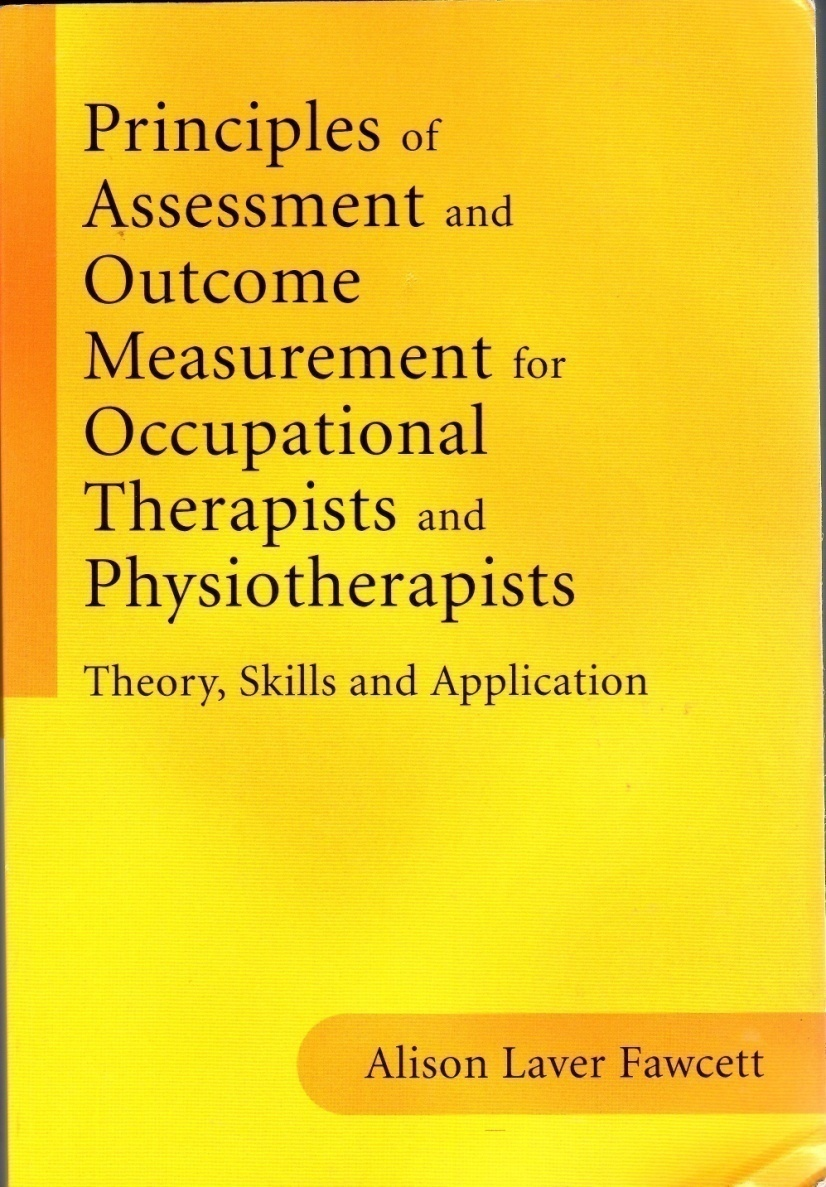 Principles of
Assessment and
Outcome
Measurement for
Occupational
Therapists and
Physiotherapists
Theory, Skills and Application
Alison Laver Fawcett